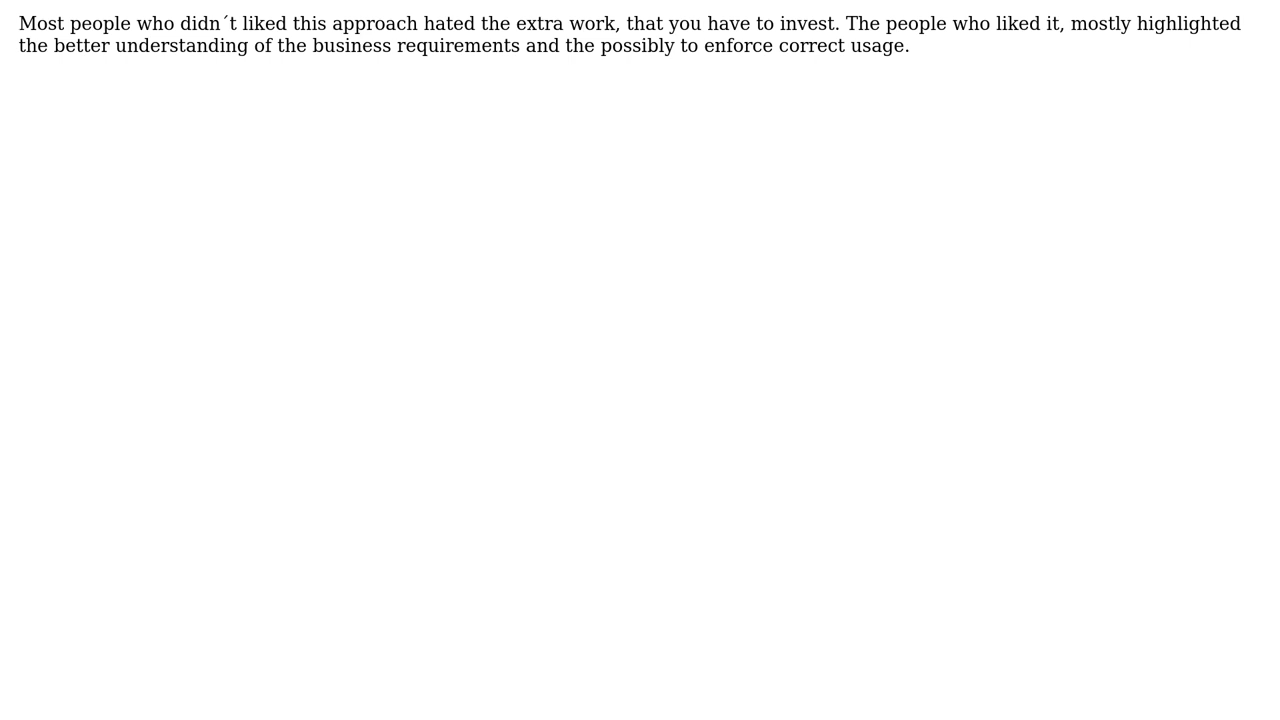 Most people who didn´t liked this approach hated the extra work, that you have to invest. The people who liked it, mostly highlighted
the better understanding of the business requirements and the possibly to enforce correct usage.